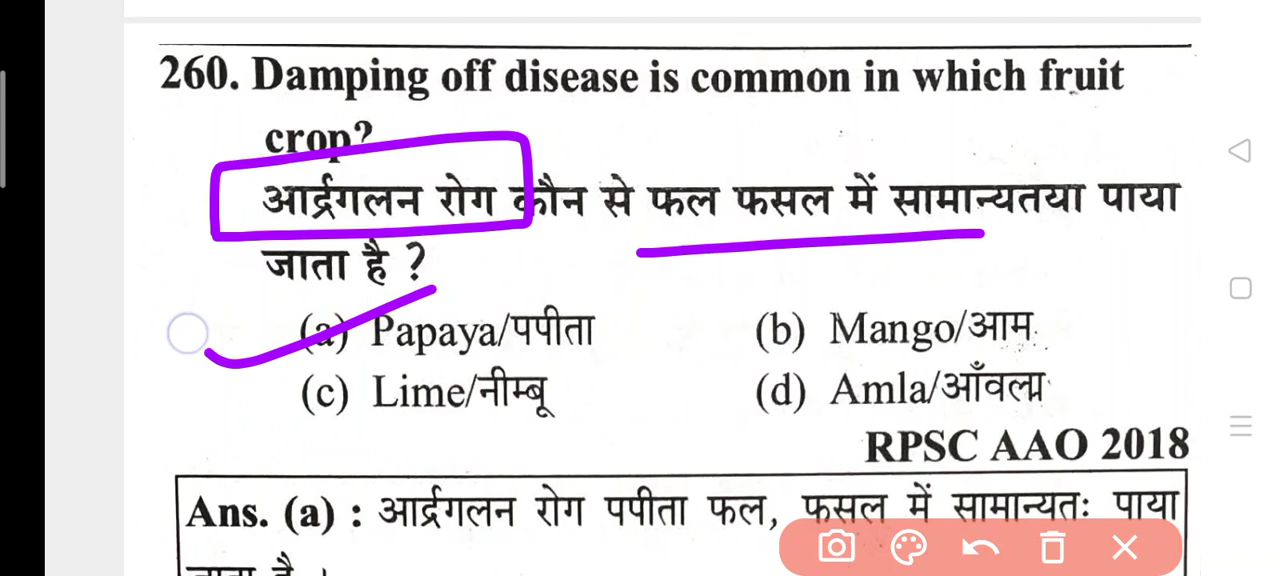 260. Damping off disease is common in which fruit
crop?
आर्द्रगलन रोग कौन से फल फसल में सामान्यतया पाया
जाता है ?
(a) Papaya/पपीता (b) Mango/आम
(c) Lime/नीम्बू (d) Amla/आँवला
RPSC AAO 2018
Ans. (a) : आर्द्रगलन रोग पपीता फल, फसल में सामान्यतः पाया